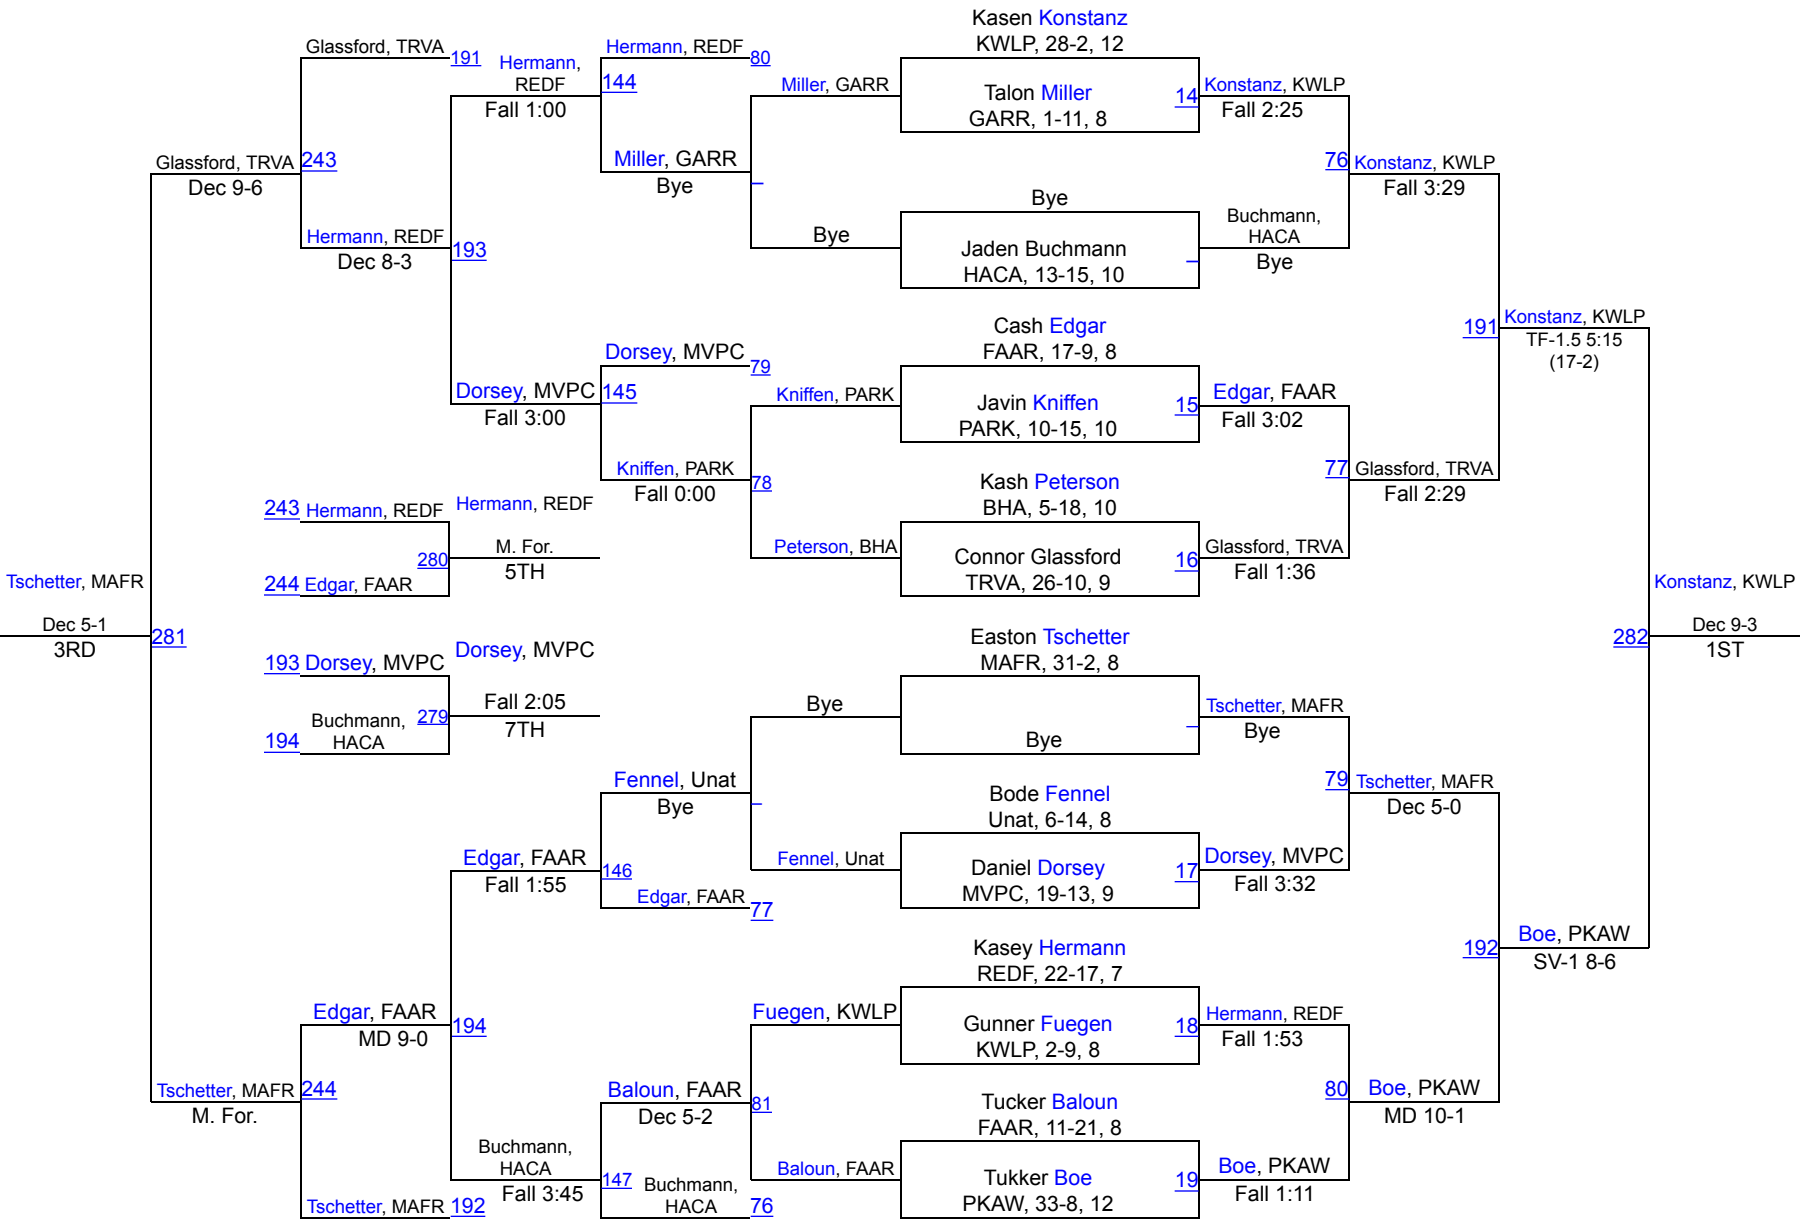 Kasen Konstanz
KWLP, 28-2, 12
Talon Miller
GARR, 1-11, 8
14
Bye
Jaden Buchmann
HACA, 13-15, 10
Cash Edgar
FAAR, 17-9, 8
Javin Kniffen
PARK, 10-15, 10
15
Kash Peterson
BHA, 5-18, 10
Connor Glassford
TRVA, 26-10, 9
16
Easton Tschetter
MAFR, 31-2, 8
Bye
Bode Fennel
Unat, 6-14, 8
Daniel Dorsey
MVPC, 19-13, 9
17
Kasey Hermann
REDF, 22-17, 7
Gunner Fuegen
KWLP, 2-9, 8
18
Tucker Baloun
FAAR, 11-21, 8
Tukker Boe
PKAW, 33-8, 12
19
Konstanz, KWLP
Fall 2:25
76
Buchmann,
HACA
Bye
Edgar, FAAR
Fall 3:02
77
Glassford, TRVA
Fall 1:36
Tschetter, MAFR
Bye
79
Dorsey, MVPC
Fall 3:32
Hermann, REDF
Fall 1:53
80
Boe, PKAW
Fall 1:11
Konstanz, KWLP
Fall 3:29
191
Glassford, TRVA
Fall 2:29
Tschetter, MAFR
Dec 5-0
192
Boe, PKAW
MD 10-1
Konstanz, KWLP
TF-1.5 5:15
(17-2)
Boe, PKAW
SV-1 8-6
282
Konstanz, KWLP
Dec 9-3
1ST
Miller, GARR
Bye
Kniffen, PARK
Peterson, BHA
Bye
Fennel, Unat
Fuegen, KWLP
Baloun, FAAR
Hermann, REDF 80
144
Miller, GARR
Bye
Dorsey, MVPC 79
145
Kniffen, PARK
Fall 0:00
78
Fennel, Unat
Bye
146
Edgar, FAAR 77
Baloun, FAAR
Dec 5-2
81
147
Buchmann,
HACA 76
Hermann,
REDF
Fall 1:00
Dorsey, MVPC
Fall 3:00
193
Edgar, FAAR
Fall 1:55
194
Buchmann,
HACA
Fall 3:45
Glassford, TRVA 191
243
Hermann, REDF
Dec 8-3
243 Hermann, REDF
280
244 Edgar, FAAR
Hermann, REDF
M. For.
5TH
193 Dorsey, MVPC
279
194 Buchmann,
HACA
Dorsey, MVPC
Fall 2:05
7TH
Edgar, FAAR
MD 9-0
244
Tschetter, MAFR 192
Glassford, TRVA
Dec 9-6
281
Tschetter, MAFR
M. For.
Tschetter, MAFR
Dec 5-1
3RD